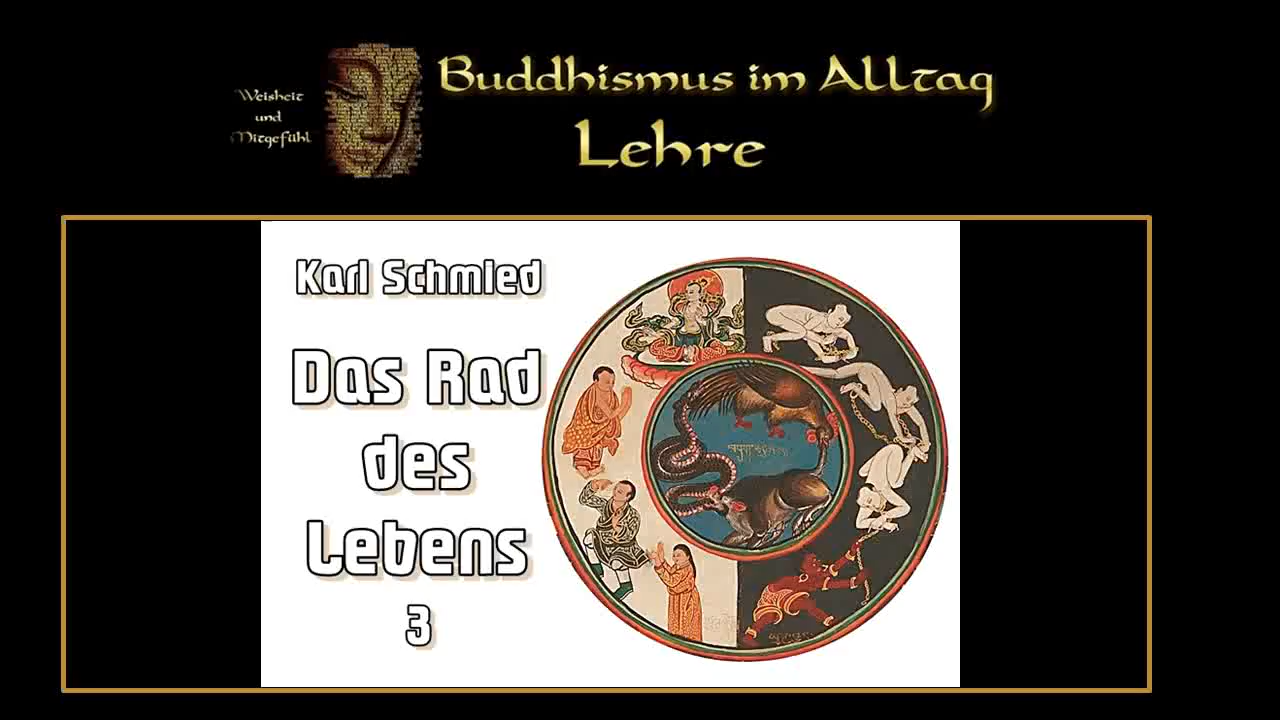 Weisheit
und
Mitgefühl
Buddhismus im Alltag
Lehre
Karl Schmied
Das Rad
des
Lebens
3